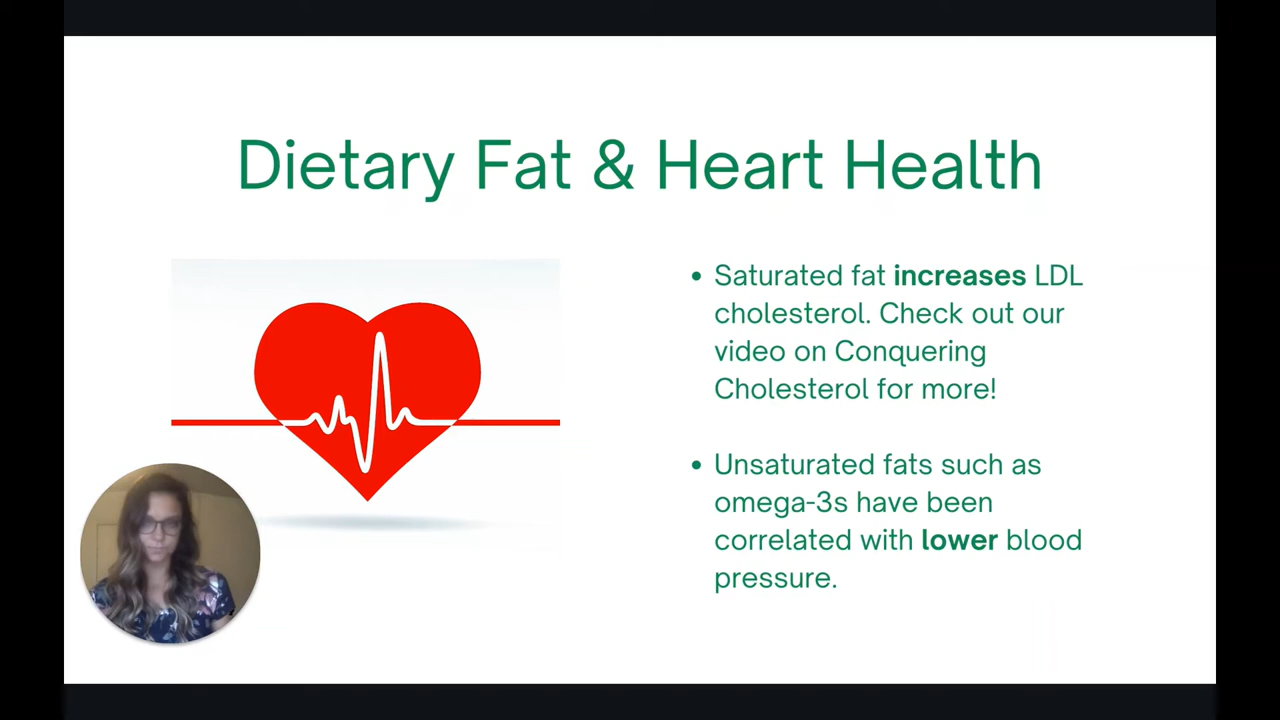 Dietary Fat & Heart Health
• Saturated fat increases LDL
cholesterol. Check out our
video on Conquering
Cholesterol for more!
• Unsaturated fats such as
omega-3s have been
correlated with lower blood
pressure.